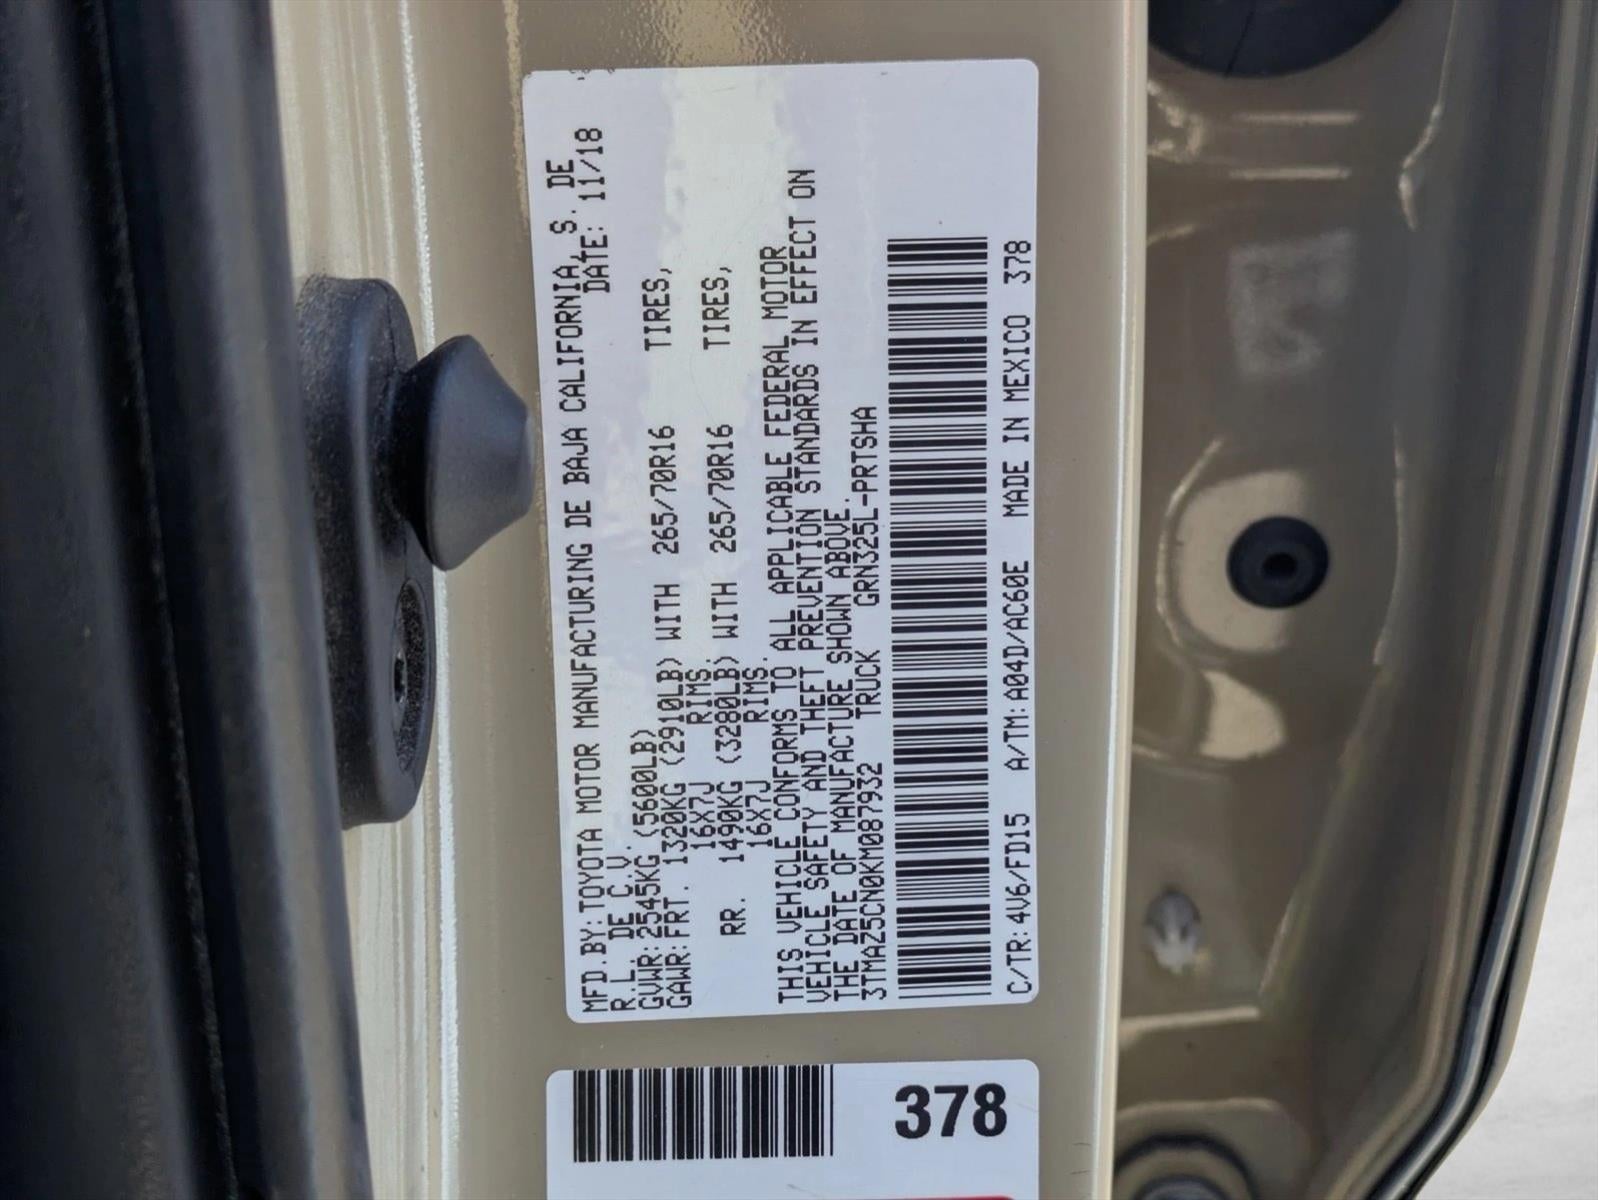 MFD.BY:TOYOTA MOTOR MANUFACTURING DE BAJA CALIFORNIA,S. DE
R.L. DE C.V. DATE: 11/18
GVWR:2545KG (5600LB)
GAWR:FRT. 1320KG (2910LB) WITH 265/70R16 TIRES,
16X7J RIMS.
RR. 1490KG (3280LB) WITH 265/70R16 TIRES,
16X7J RIMS.
THIS VEHICLE CONFORMS TO ALL APPLICABLE FEDERAL MOTOR
VEHICLE SAFETY AND THEFT PREVENTION STANDARDS IN EFFECT ON
THE DATE OF MANUFACTURE SHOWN ABOVE.
3TMAZ5CN0KM087932 TRUCK GRN325L-PRTSHA
C/TR:4V6/FD15 A/TM:A04D/AC60E MADE IN MEXICO 378
378